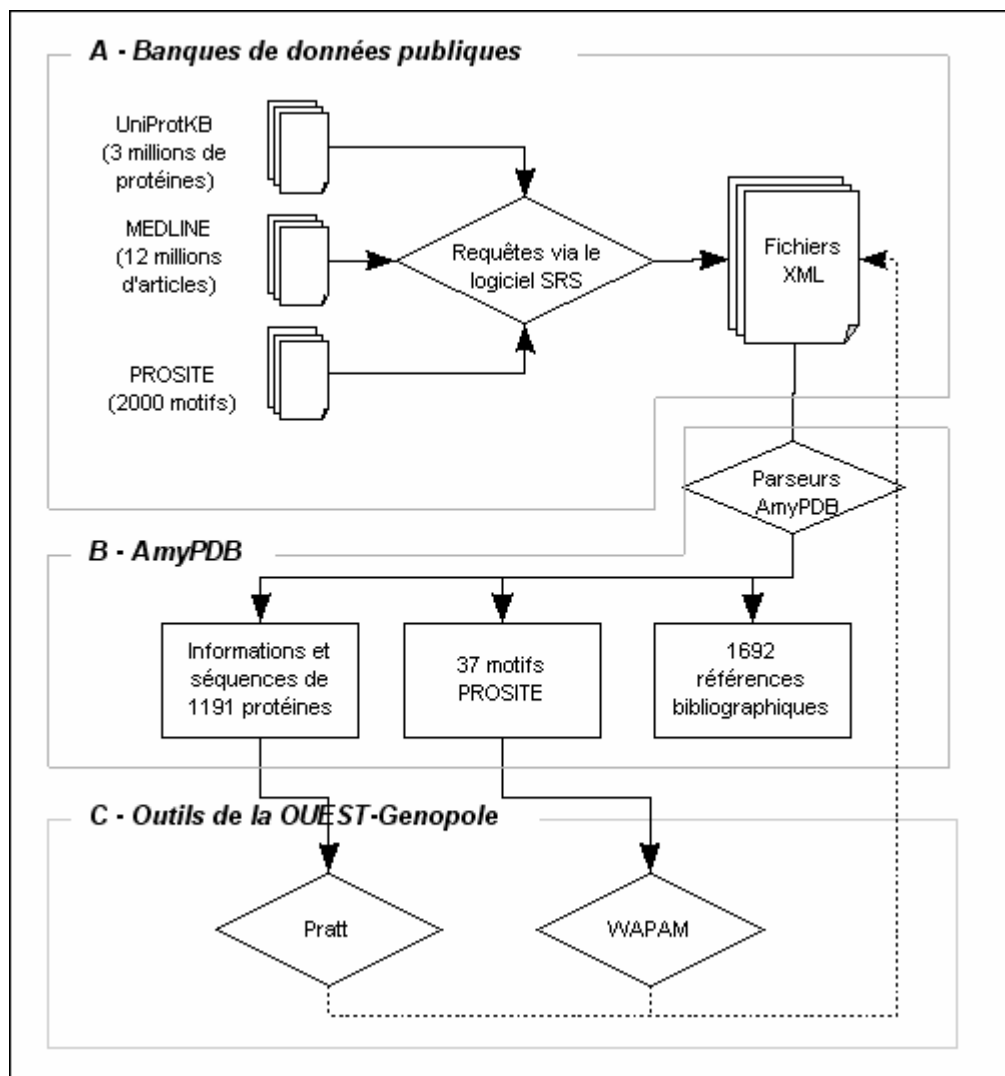 A - Banques de données publiques
UniProtKB
(3 millions de
protéines)
MEDLINE
(12 millions
d'articles)
PROSITE
(2000 motifs)
Requêtes via le
logiciel SRS
Fichiers
XML
Parseurs
AmyPDB
B - AmyPDB
Informations et
séquences de
1191 protéines
37 motifs
PROSITE
1692
références
bibliographiques
C - Outils de la OUEST-Genopole
Pratt
WAPAM